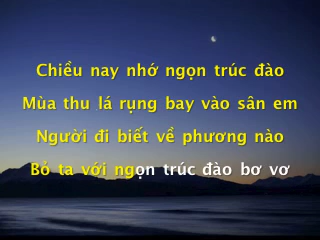 Chiều nay nhớ ngọn trúc đào
Mùa thu lá rụng bay vào sân em
Người đi biết về phương nào
Bỏ ta với ngọn trúc đào bơ vơ